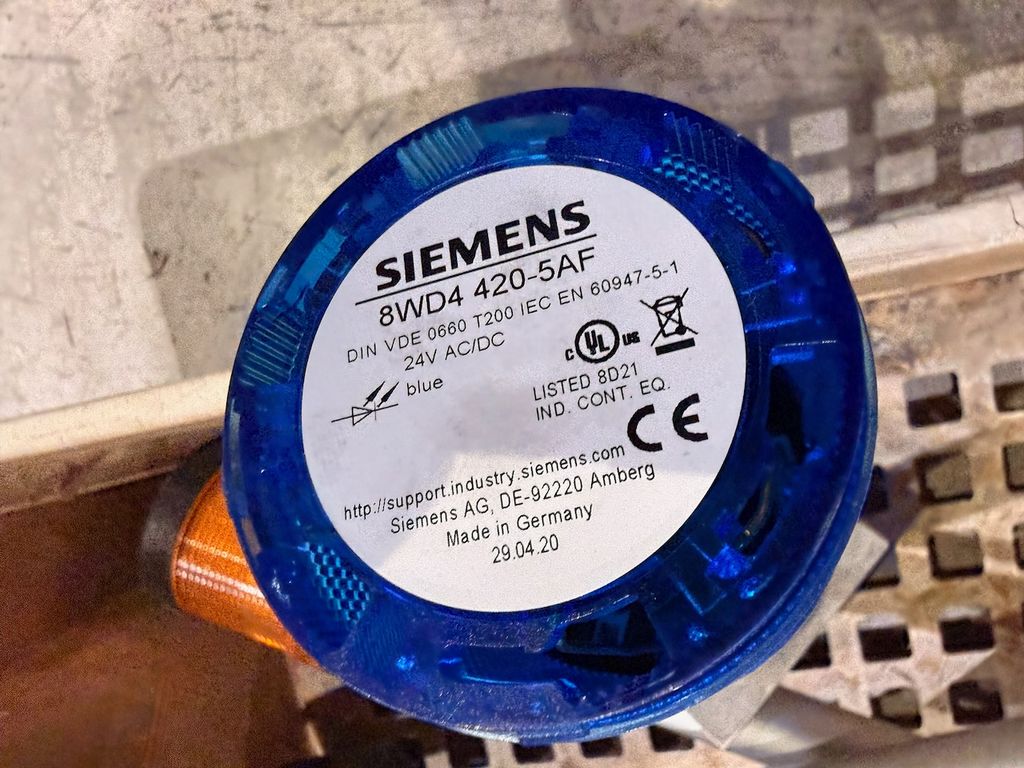 SIEMENS
8WD4 420-5AF
DIN VDE 0660 T200 IEC EN 60947-5-1
24V AC/DC
blue
c UL us
LISTED 8D21
IND. CONT. EQ.
CE
http://support.industry.siemens.com
Siemens AG, DE-92220 Amberg
Made in Germany
29.04.20